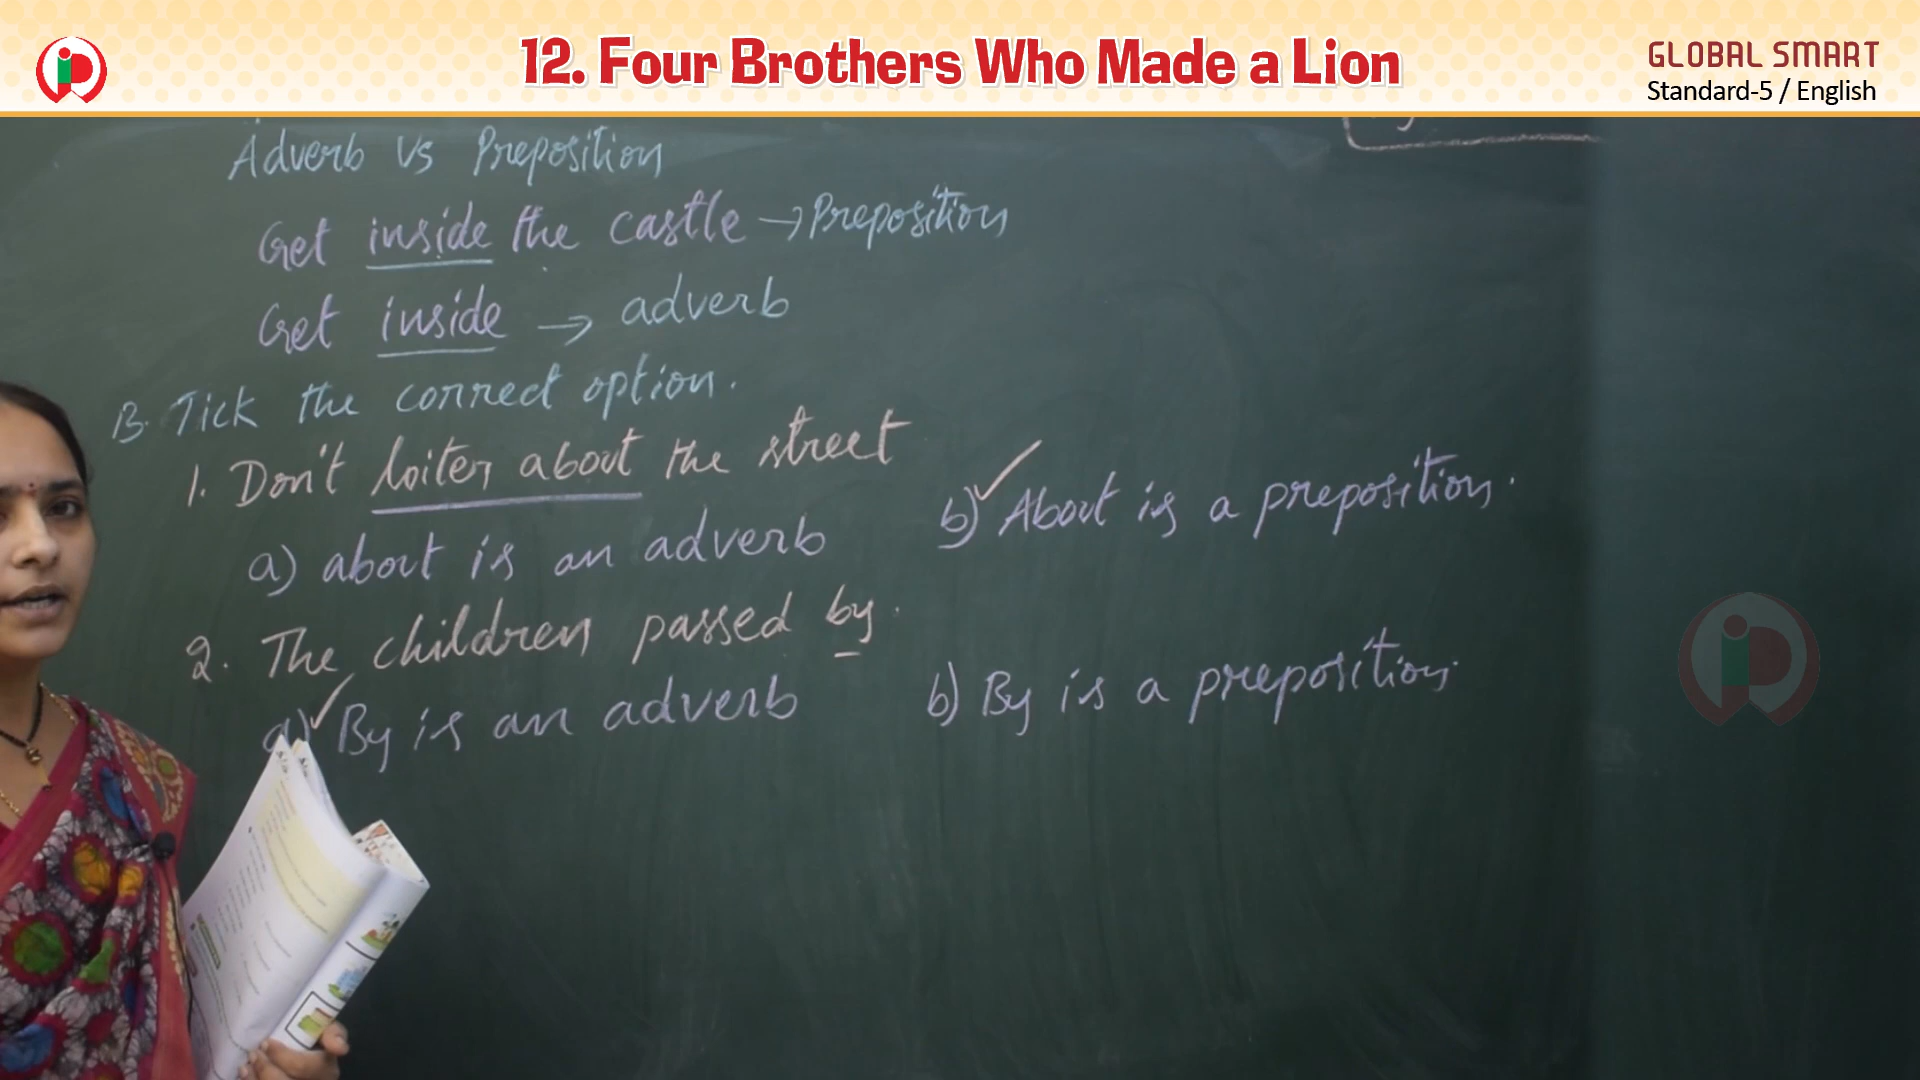 12. Four Brothers Who Made a Lion
GLOBAL SMART
Standard-5 / English
Adverb vs Preposition
Get inside the castle → Preposition
Get inside → adverb
B. Tick the correct option.
1. Don't loiter about the street
a) about is an adverb b) ✓ About is a preposition.
2. The children passed by.
a) ✓ By is an adverb b) By is a preposition.